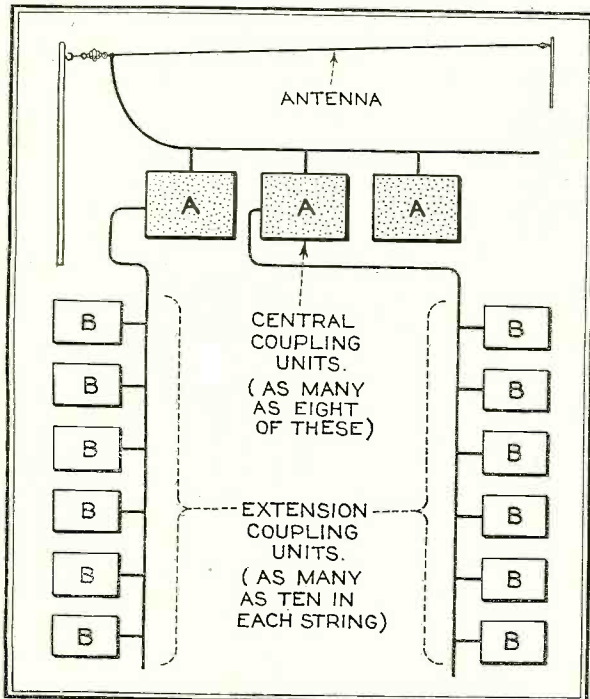 ANTENNA
A A A
CENTRAL
COUPLING
UNITS.
( AS MANY
AS EIGHT
OF THESE )
B B
B B
B B
B B
B B
B B
EXTENSION
COUPLING
UNITS.
( AS MANY
AS TEN IN
EACH STRING)